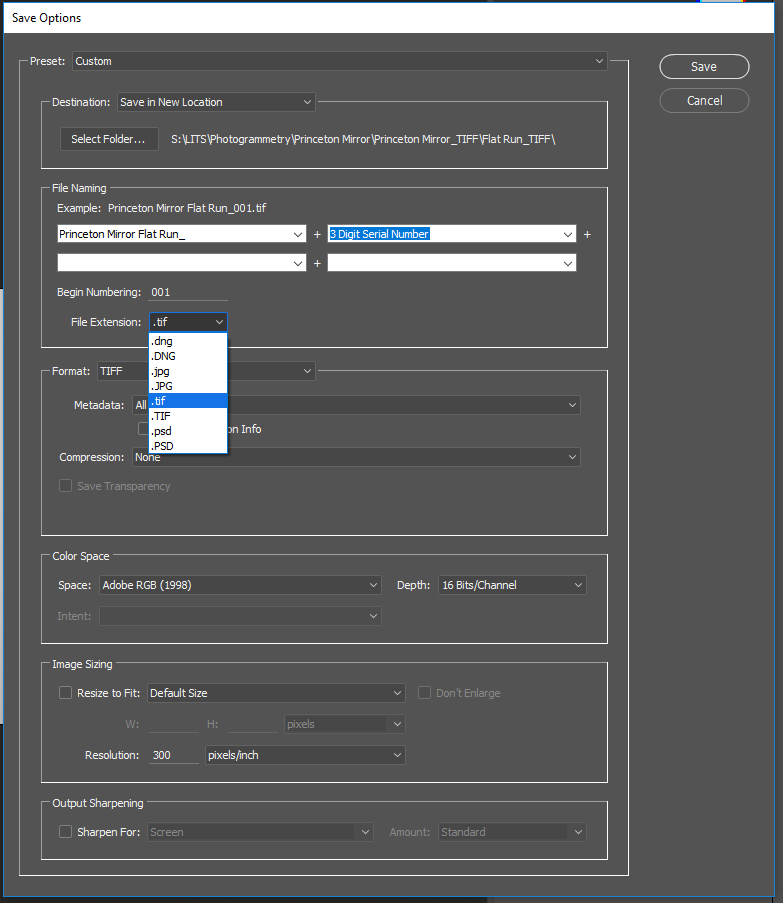 Save Options
Preset: Custom
Save
Cancel
Destination: Save in New Location
Select Folder... S:\LITS\Photogrammetry\Princeton Mirror\Princeton Mirror_TIFF\Flat Run_TIFF\
File Naming
Example: Princeton Mirror Flat Run_001.tif
Princeton Mirror Flat Run_ + 3 Digit Serial Number +
+
Begin Numbering: 001
File Extension: .tif
.dng
.DNG
.jpg
.JPG
.tif
.TIF
.psd
.PSD
Format: TIFF
Metadata: All
on Info
Compression: None
Save Transparency
Color Space
Space: Adobe RGB (1998) Depth: 16 Bits/Channel
Intent:
Image Sizing
Resize to Fit: Default Size Don't Enlarge
W: H: pixels
Resolution: 300 pixels/inch
Output Sharpening
Sharpen For: Screen Amount: Standard